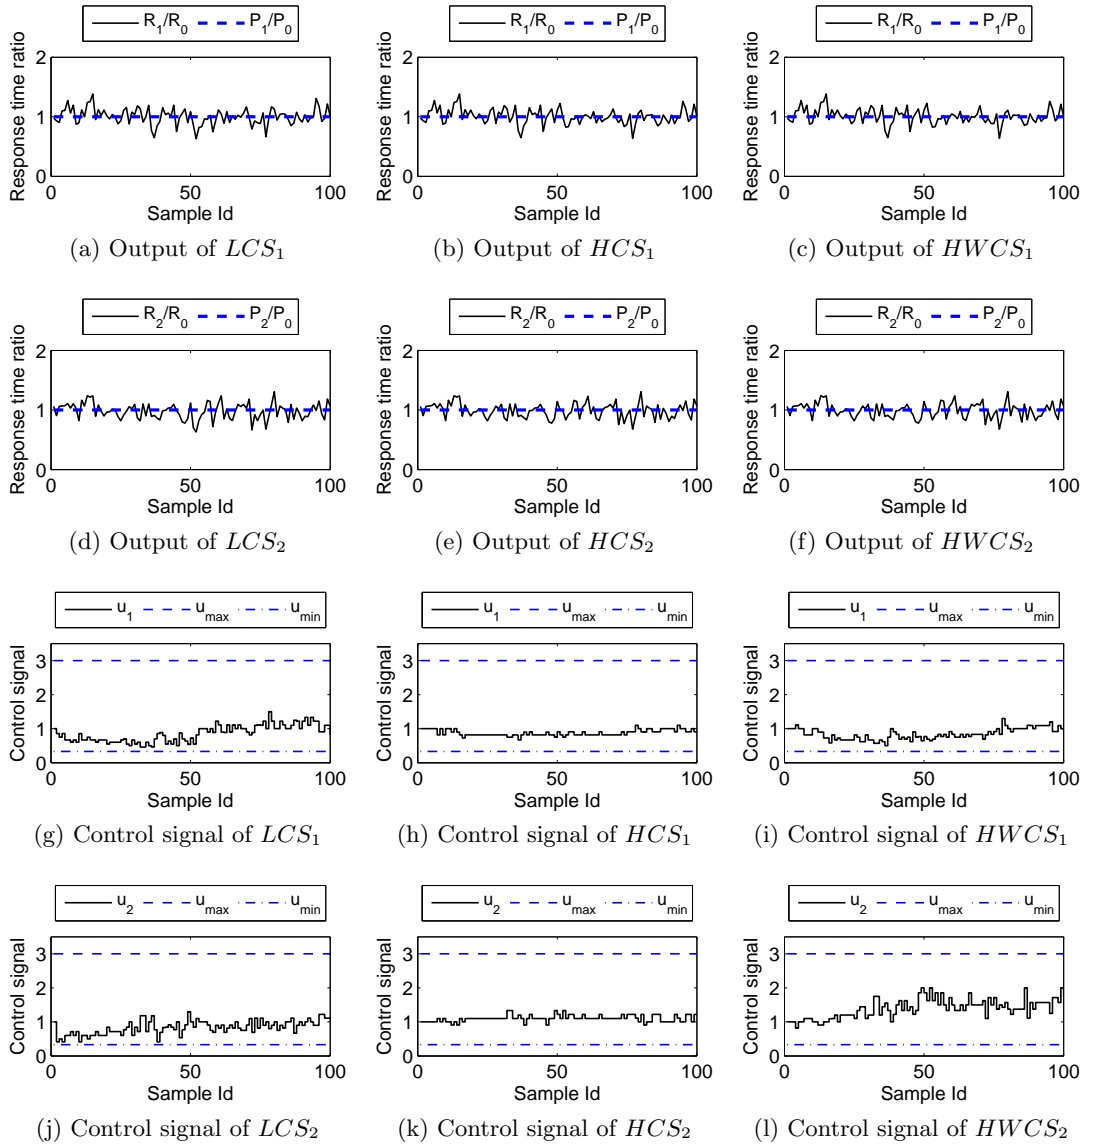 R1/R0 P1/P0 R1/R0 P1/P0 R1/R0 P1/P0
Response time ratio 2 1 0 Response time ratio 2 1 0 Response time ratio 2 1 0
0 50 100 0 50 100 0 50 100
Sample Id Sample Id Sample Id
(a) Output of LCS1 (b) Output of HCS1 (c) Output of HWCS1
R2/R0 P2/P0 R2/R0 P2/P0 R2/R0 P2/P0
Response time ratio 2 1 0 Response time ratio 2 1 0 Response time ratio 2 1 0
0 50 100 0 50 100 0 50 100
Sample Id Sample Id Sample Id
(d) Output of LCS2 (e) Output of HCS2 (f) Output of HWCS2
u1 umax umin u1 umax umin u1 umax umin
Control signal 3 2 1 0 Control signal 3 2 1 0 Control signal 3 2 1 0
0 50 100 0 50 100 0 50 100
Sample Id Sample Id Sample Id
(g) Control signal of LCS1 (h) Control signal of HCS1 (i) Control signal of HWCS1
u2 umax umin u2 umax umin u2 umax umin
Control signal 3 2 1 0 Control signal 3 2 1 0 Control signal 3 2 1 0
0 50 100 0 50 100 0 50 100
Sample Id Sample Id Sample Id
(j) Control signal of LCS2 (k) Control signal of HCS2 (l) Control signal of HWCS2